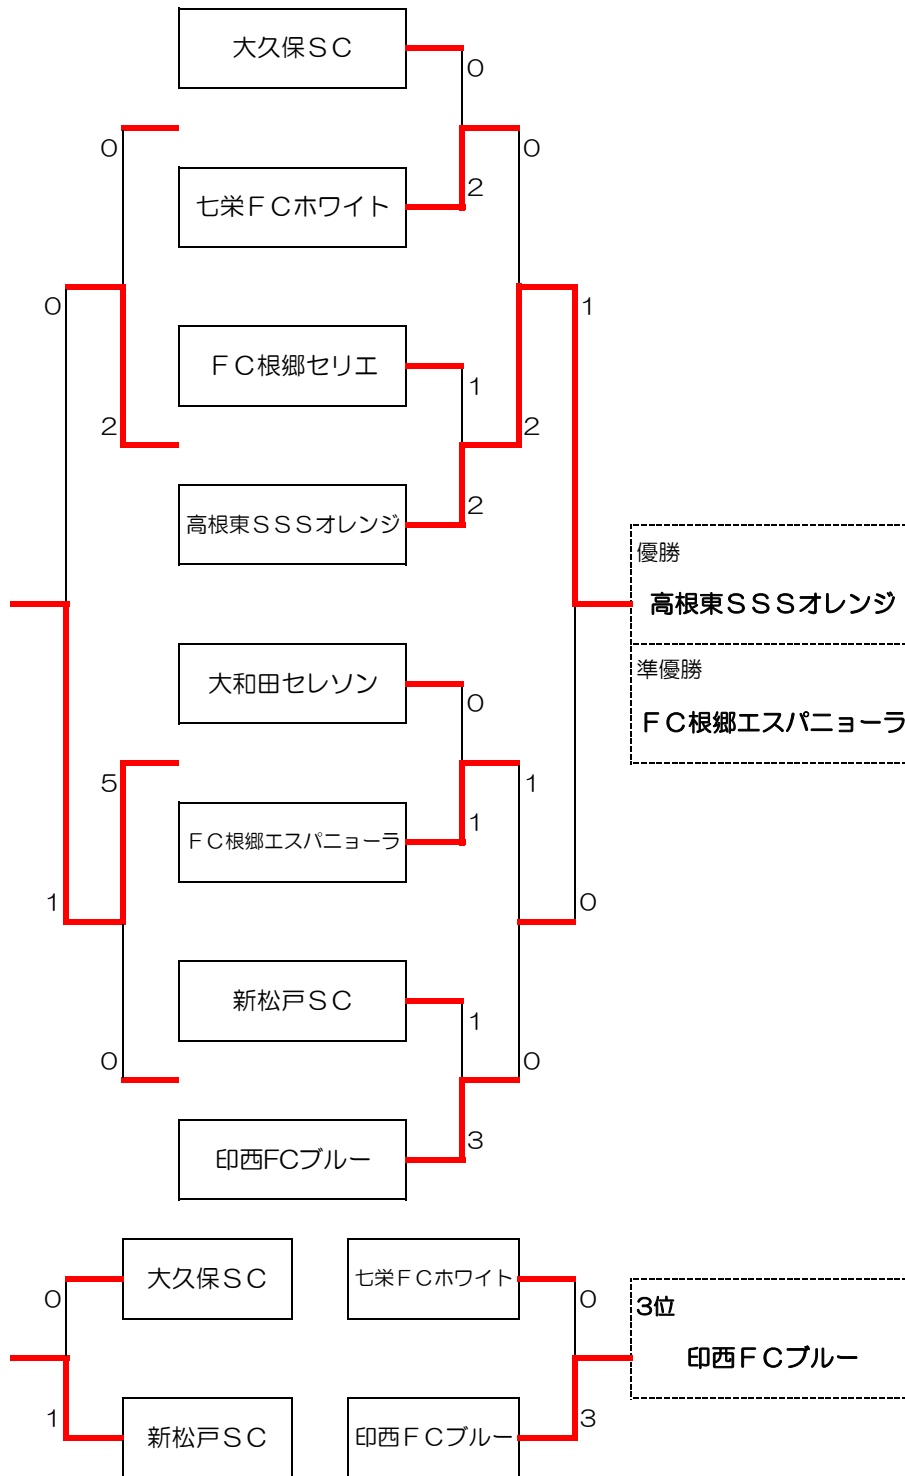 大久保ＳＣ
0
0
0
七栄ＦＣホワイト
2
0
1
ＦＣ根郷セリエ
1
2
2
高根東ＳＳＳオレンジ
2
優勝
高根東ＳＳＳオレンジ
準優勝
ＦＣ根郷エスパニョーラ
大和田セレソン
0
5
1
ＦＣ根郷エスパニョーラ
1
1
0
新松戸ＳＣ
1
0
0
印西FCブルー
3
大久保ＳＣ
七栄ＦＣホワイト
0
0
3位
印西ＦＣブルー
1
3
新松戸ＳＣ
印西ＦＣブルー